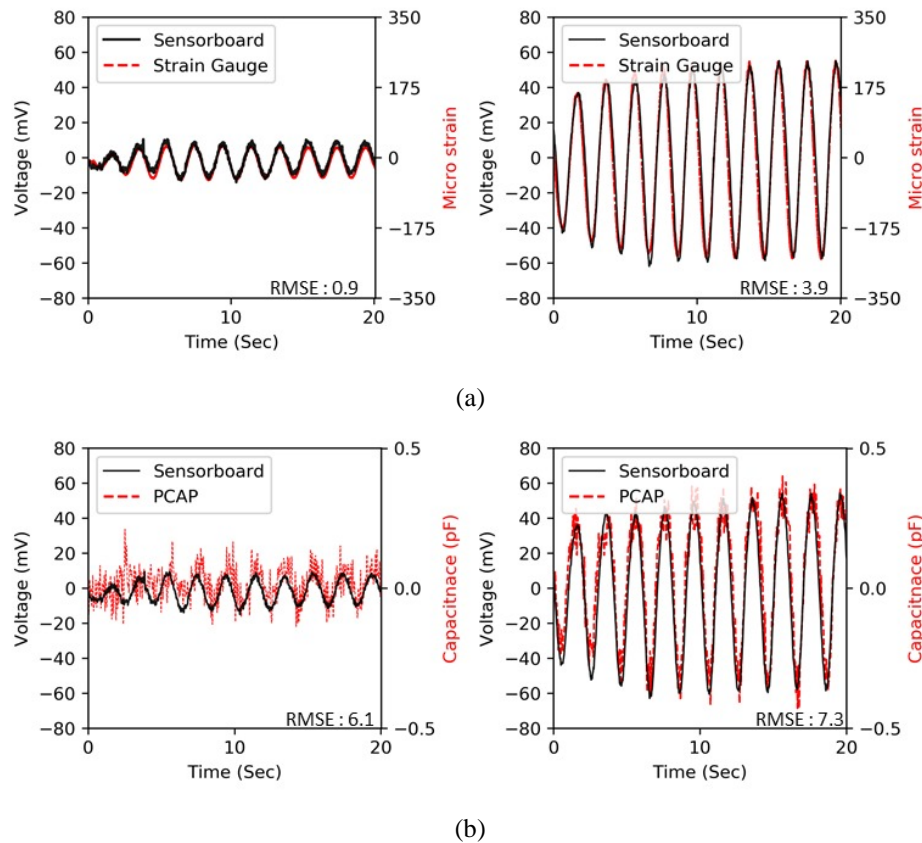 80 350
60
Sensorboard
Strain Gauge
40
175
20
0 0
−20
−40
−175
−60
−80 −350
Voltage (mV)
Micro strain
RMSE : 0.9
0 10 20
Time (Sec)
80 350
60
Sensorboard
Strain Gauge
40
175
20
0 0
−20
−40
−175
−60
−80 −350
Voltage (mV)
Micro strain
RMSE : 3.9
0 10 20
Time (Sec)
(a)
80 0.5
60
Sensorboard
PCAP
40
20
0 0.0
−20
−40
−60
−80 −0.5
Voltage (mV)
Capacitnace (pF)
RMSE : 6.1
0 10 20
Time (Sec)
80 0.5
60
Sensorboard
PCAP
40
20
0 0.0
−20
−40
−60
−80 −0.5
Voltage (mV)
Capacitnace (pF)
RMSE : 7.3
0 10 20
Time (Sec)
(b)